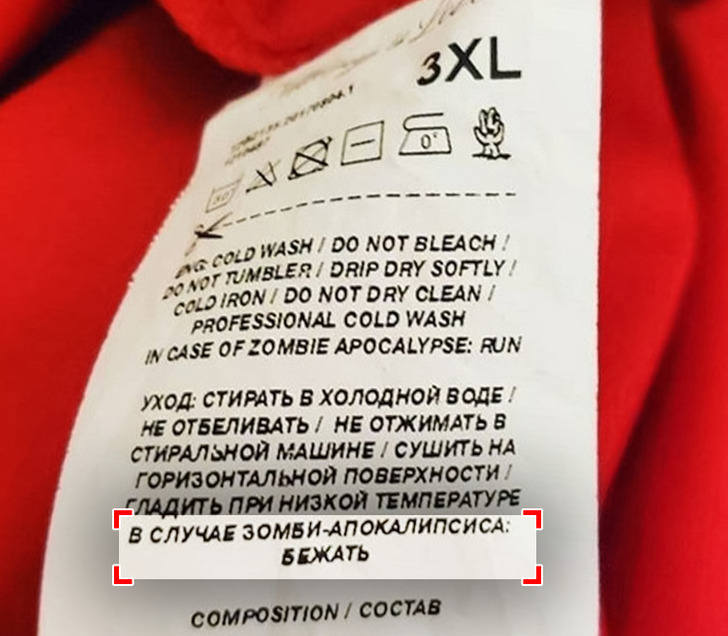 3XL
0°
ENG: COLD WASH / DO NOT BLEACH /
DO NOT TUMBLER / DRIP DRY SOFTLY /
COLD IRON / DO NOT DRY CLEAN /
PROFESSIONAL COLD WASH
IN CASE OF ZOMBIE APOCALYPSE: RUN
УХОД: СТИРАТЬ В ХОЛОДНОЙ ВОДЕ /
НЕ ОТБЕЛИВАТЬ / НЕ ОТЖИМАТЬ В
СТИРАЛЬНОЙ МАШИНЕ / СУШИТЬ НА
ГОРИЗОНТАЛЬНОЙ ПОВЕРХНОСТИ /
ГЛАДИТЬ ПРИ НИЗКОЙ ТЕМПЕРАТУРЕ
В СЛУЧАЕ ЗОМБИ-АПОКАЛИПСИСА:
БЕЖАТЬ
COMPOSITION / СОСТАВ